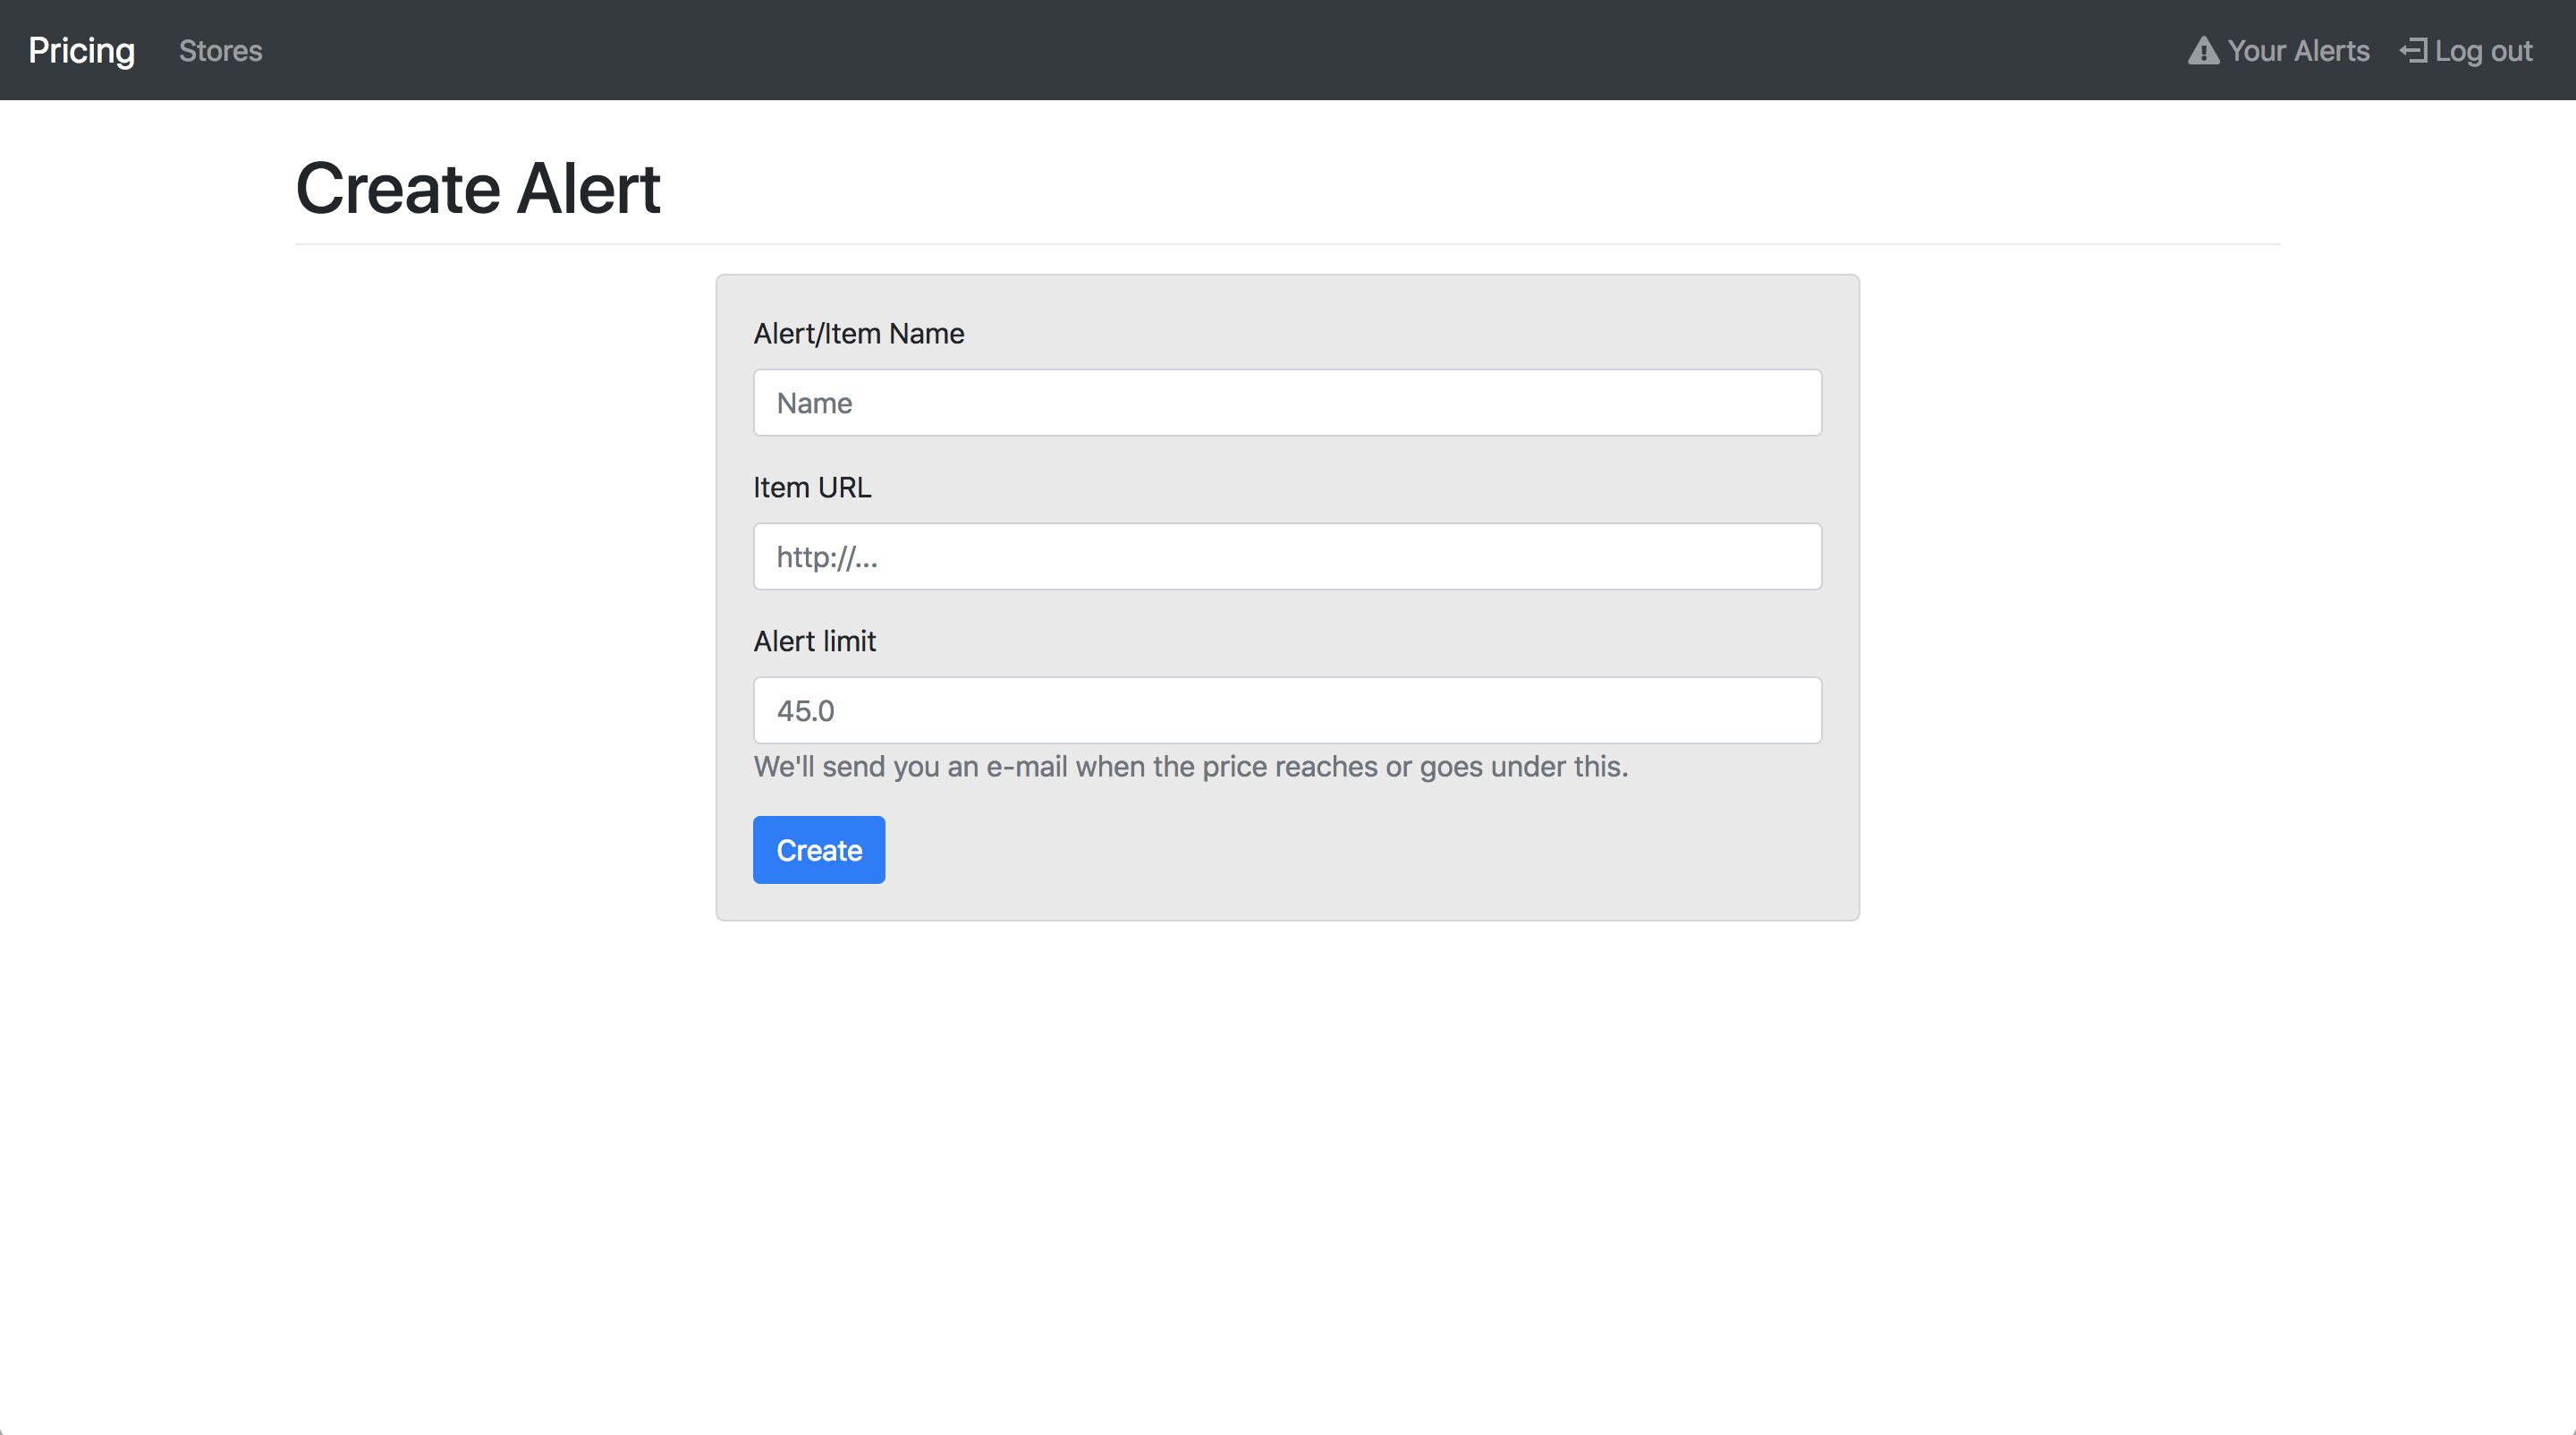 Pricing Stores Your Alerts Log out
Create Alert
Alert/Item Name
Name
Item URL
http://...
Alert limit
45.0
We'll send you an e-mail when the price reaches or goes under this.
Create